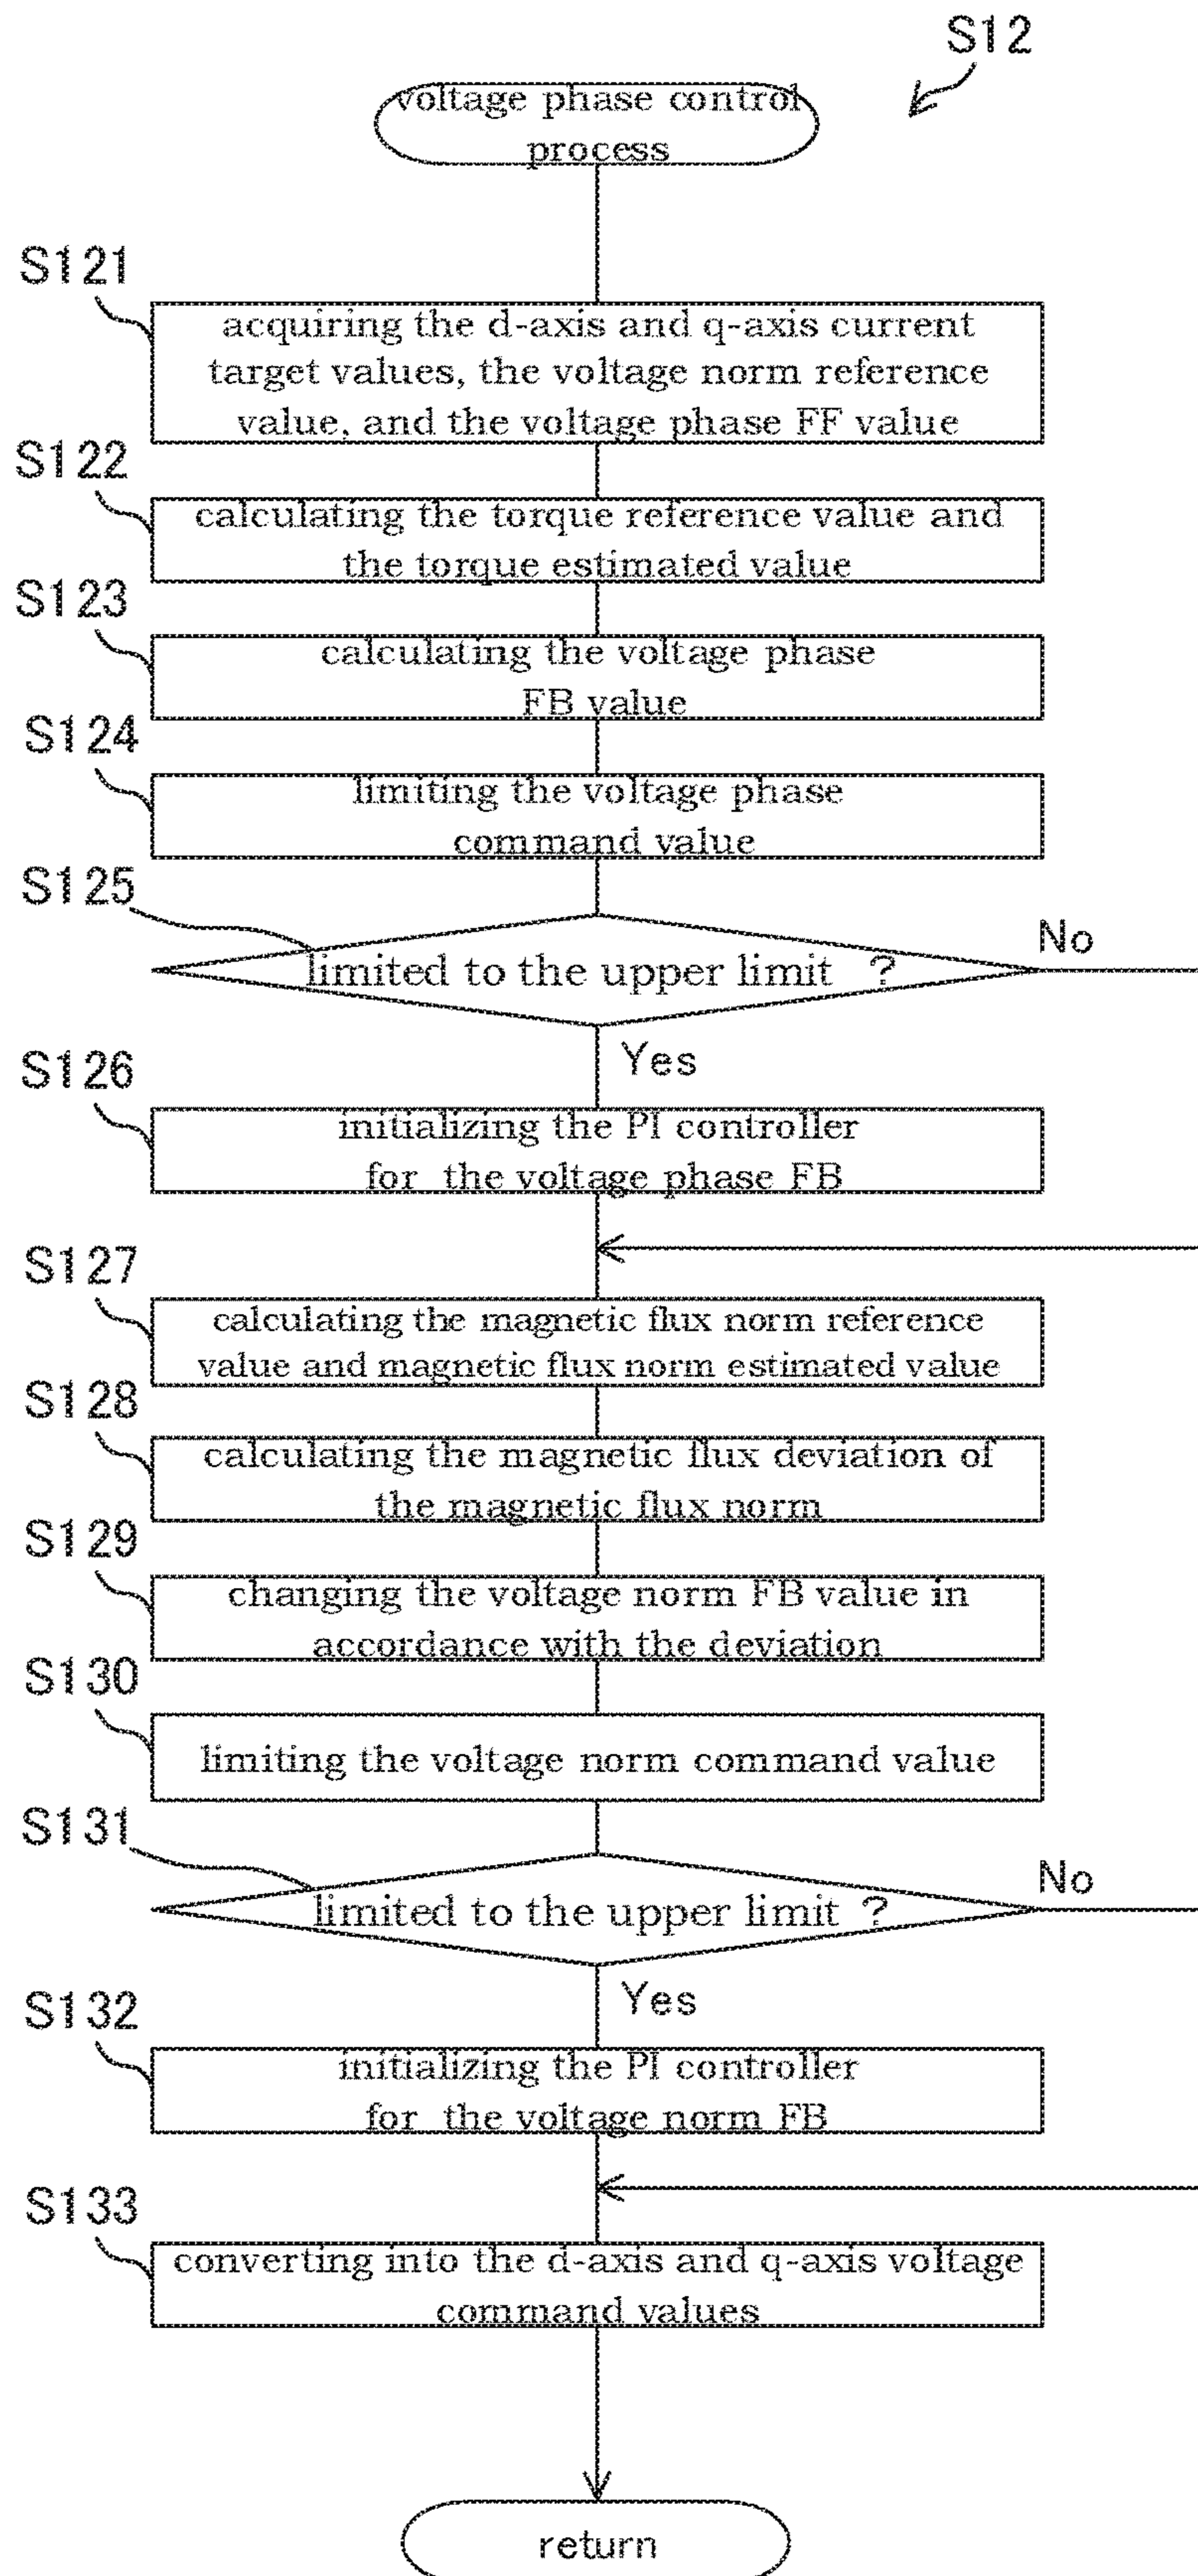 S12
voltage phase control
process
S121
acquiring the d-axis and q-axis current
target values, the voltage norm reference
value, and the voltage phase FF value
S122
calculating the torque reference value and
the torque estimated value
S123
calculating the voltage phase
FB value
S124
limiting the voltage phase
command value
S125
limited to the upper limit ?
No
Yes
S126
initializing the PI controller
for the voltage phase FB
S127
calculating the magnetic flux norm reference
value and magnetic flux norm estimated value
S128
calculating the magnetic flux deviation of
the magnetic flux norm
S129
changing the voltage norm FB value in
accordance with the deviation
S130
limiting the voltage norm command value
S131
limited to the upper limit ?
No
Yes
S132
initializing the PI controller
for the voltage norm FB
S133
converting into the d-axis and q-axis voltage
command values
return